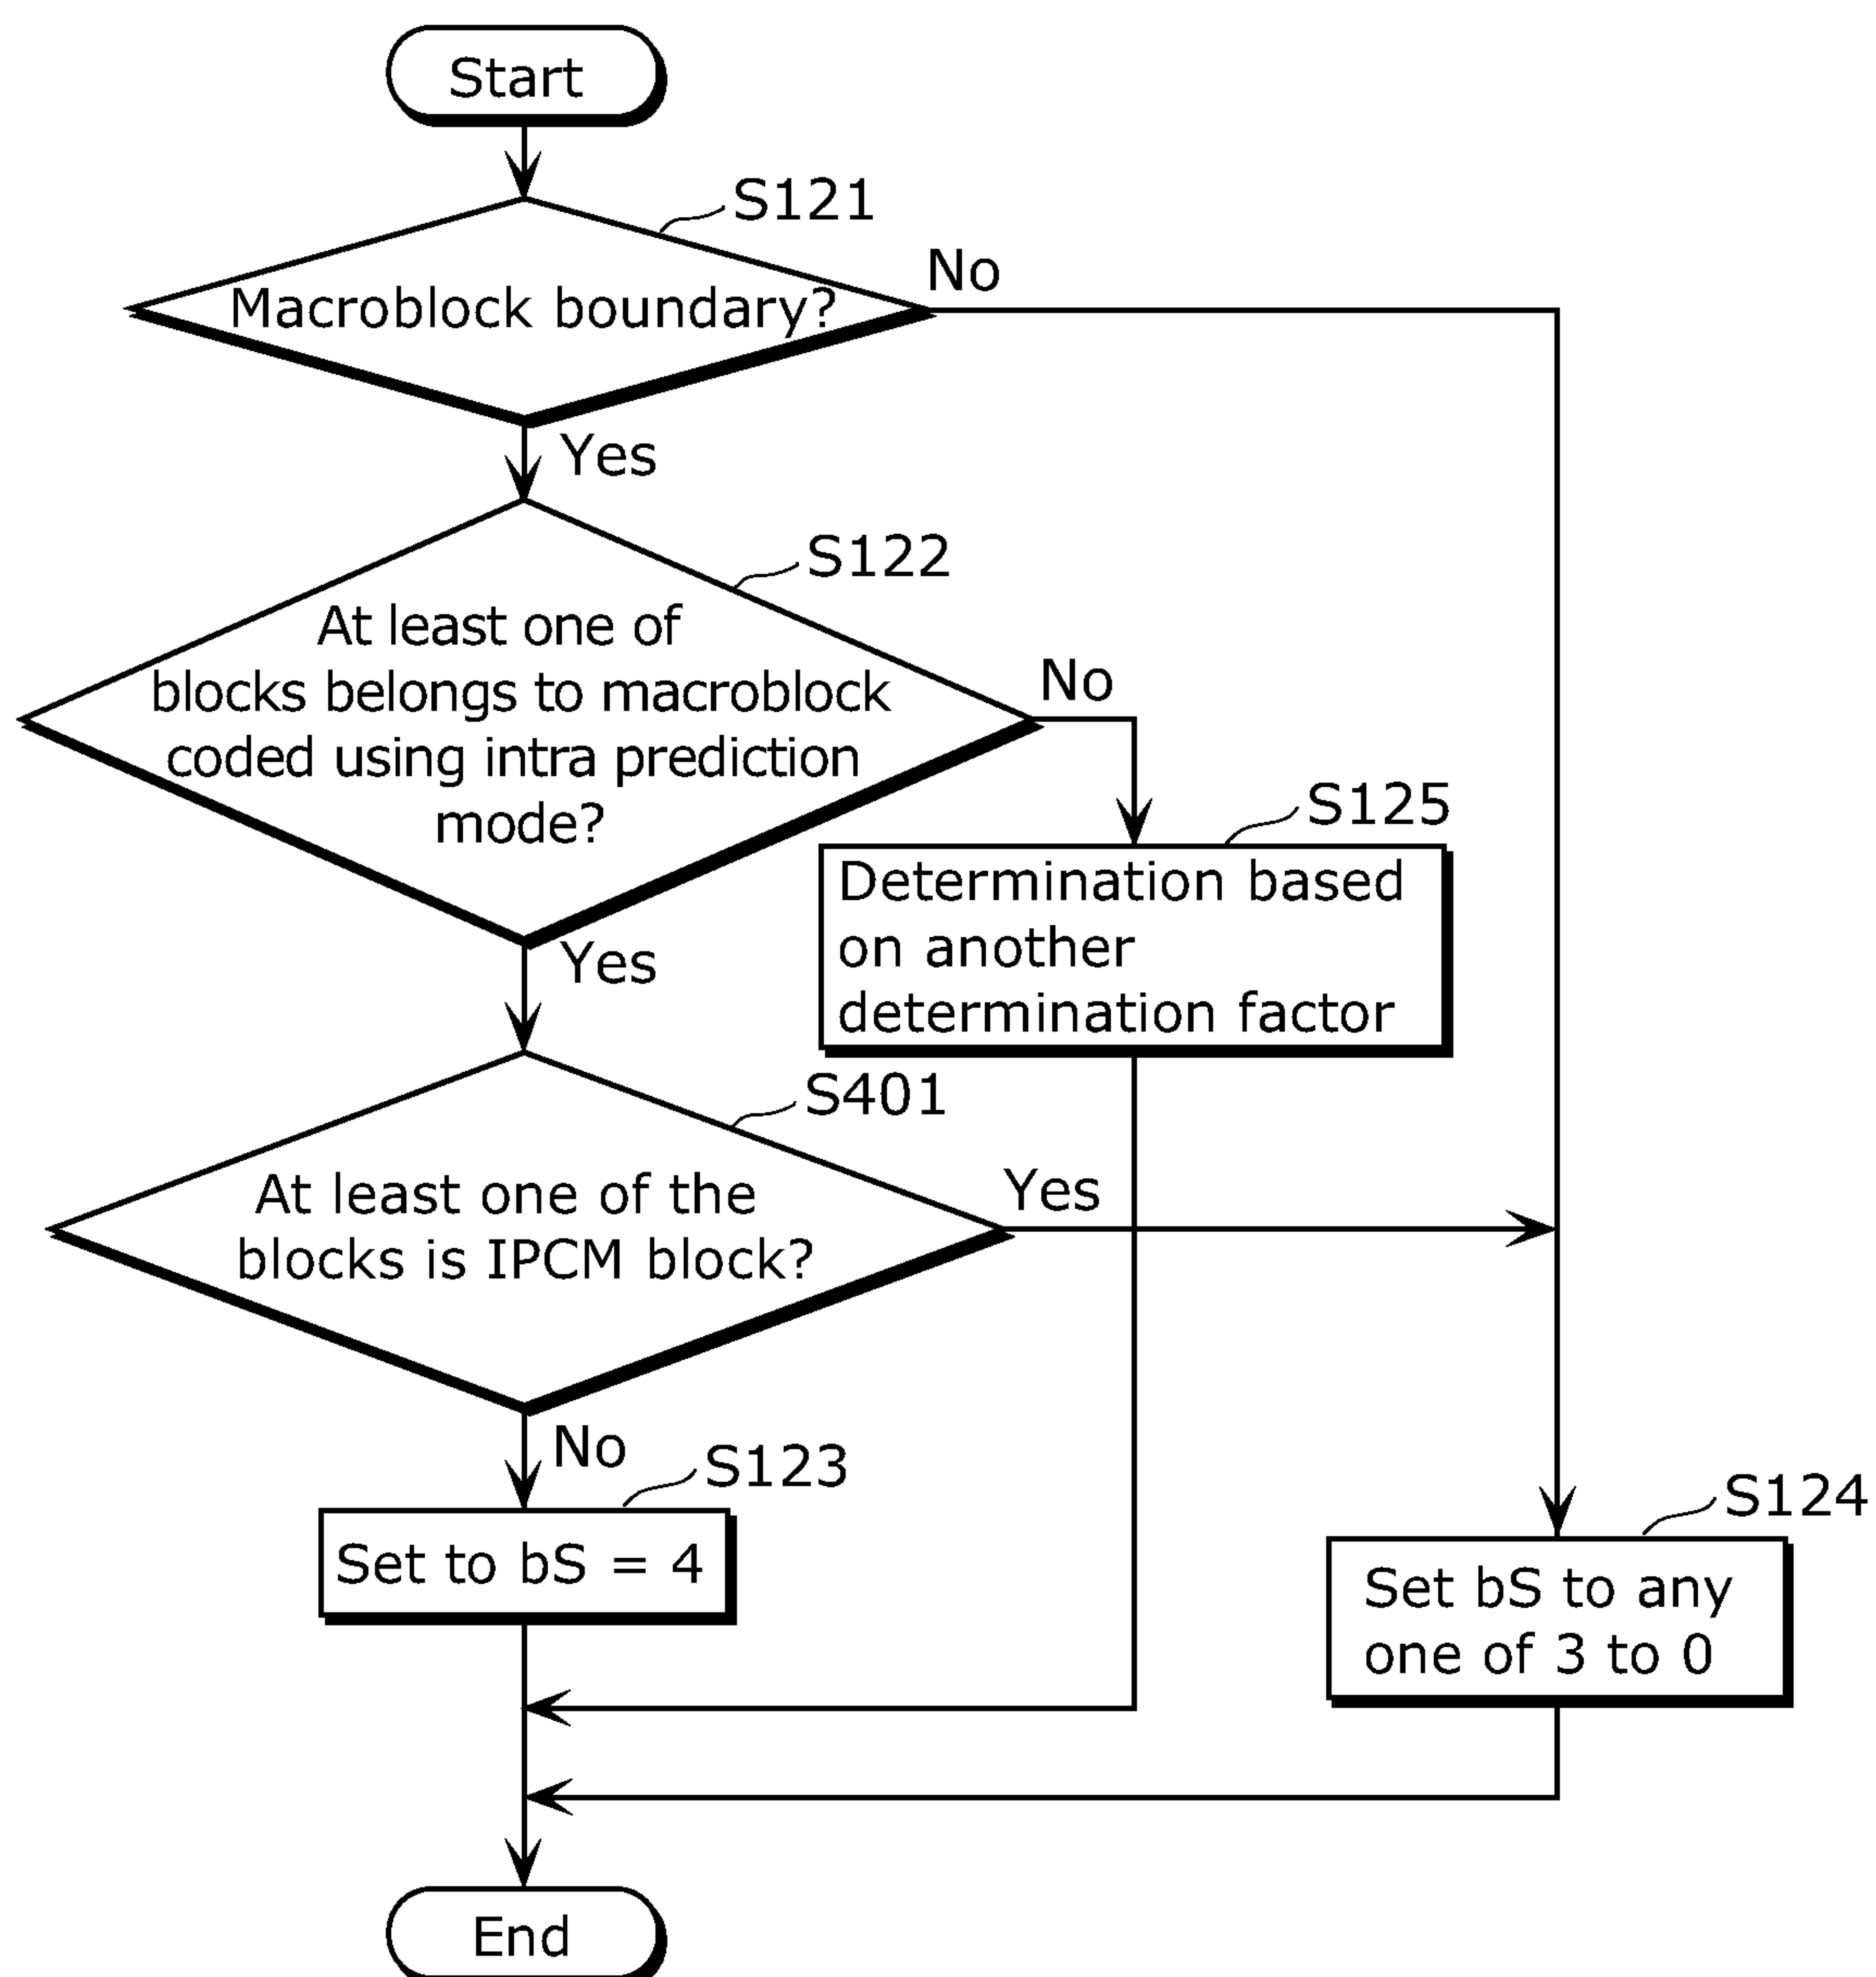 Start
S121
Macroblock boundary?
No
Yes
S122
At least one of
blocks belongs to macroblock
coded using intra prediction
mode?
No
S125
Determination based
on another
determination factor
Yes
S401
At least one of the
blocks is IPCM block?
Yes
No
S123
Set to bS = 4
S124
Set bS to any
one of 3 to 0
End